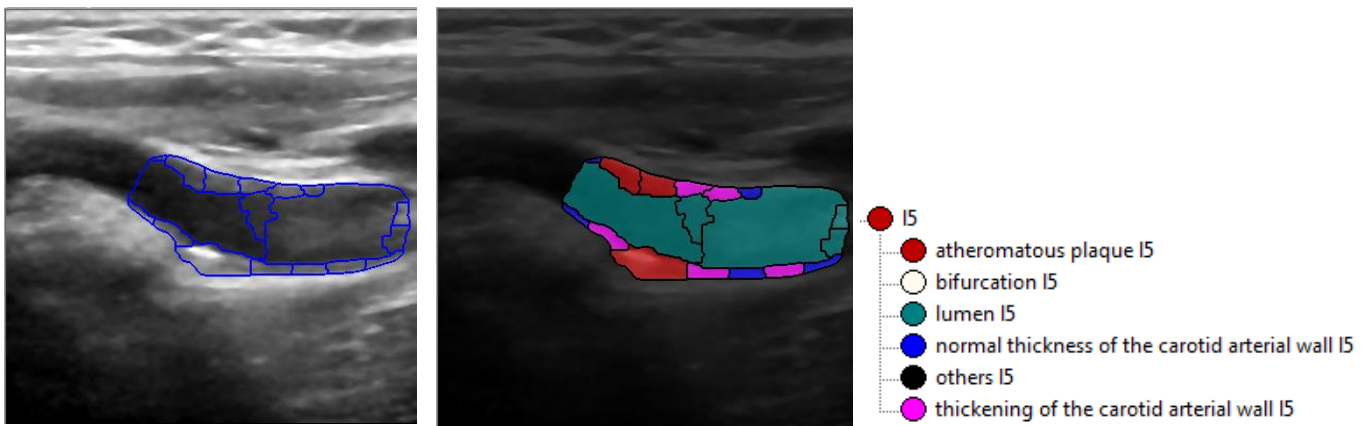 l5
atheromatous plaque l5
bifurcation l5
lumen l5
normal thickness of the carotid arterial wall l5
others l5
thickening of the carotid arterial wall l5